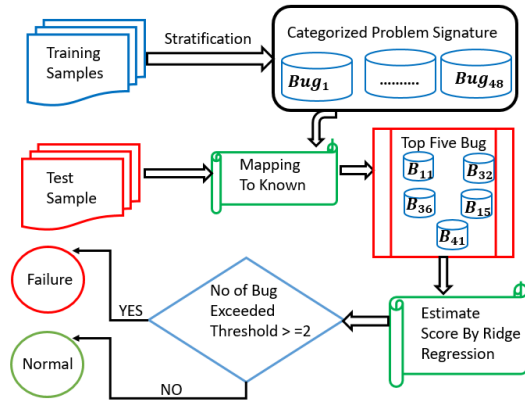 Training
Samples
Stratification
Categorized Problem Signature
Bug1
..........
Bug48
Test
Sample
Mapping
To Known
Top Five Bug
B11
B32
B36
B15
B41
Failure
YES
No of Bug
Exceeded
Threshold > =2
Estimate
Score By Ridge
Regression
Normal
NO